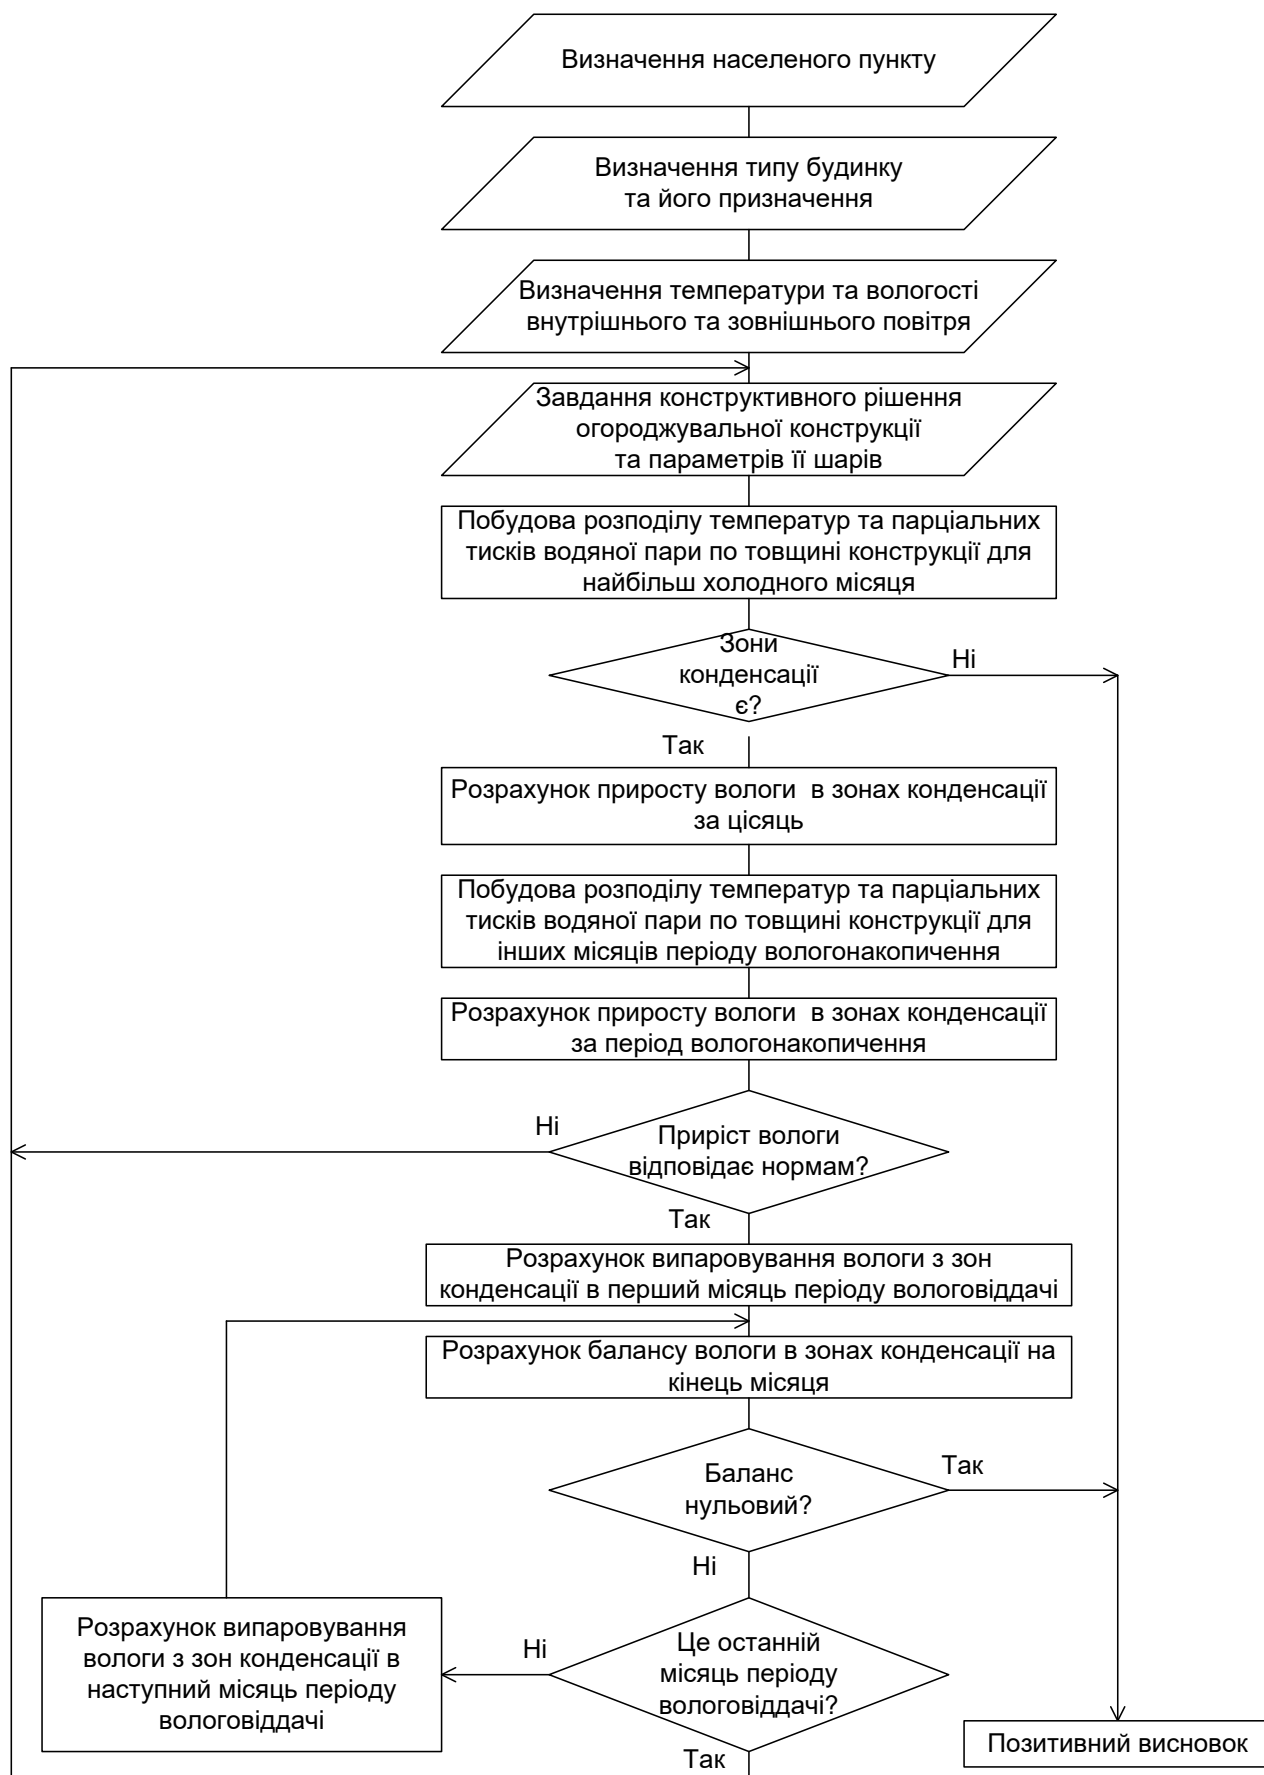 Визначення населеного пункту
Визначення типу будинку
та його призначення
Визначення температури та вологості
внутрішнього та зовнішнього повітря
Завдання конструктивного рішення
огороджувальної конструкції
та параметрів її шарів
Побудова розподілу температур та парціальних
тисків водяної пари по товщині конструкції для
найбільш холодного місяця
Зони
конденсації
є?
Ні
Так
Розрахунок приросту вологи в зонах конденсації
за цісяць
Побудова розподілу температур та парціальних
тисків водяної пари по товщині конструкції для
інших місяців періоду вологонакопичення
Розрахунок приросту вологи в зонах конденсації
за період вологонакопичення
Ні
Приріст вологи
відповідає нормам?
Так
Розрахунок випаровування вологи з зон
конденсації в перший місяць періоду вологовіддачі
Розрахунок балансу вологи в зонах конденсації на
кінець місяця
Баланс
нульовий?
Так
Ні
Розрахунок випаровування
вологи з зон конденсації в
наступний місяць періоду
вологовіддачі
Ні
Це останній
місяць періоду
вологовіддачі?
Так
Позитивний висновок